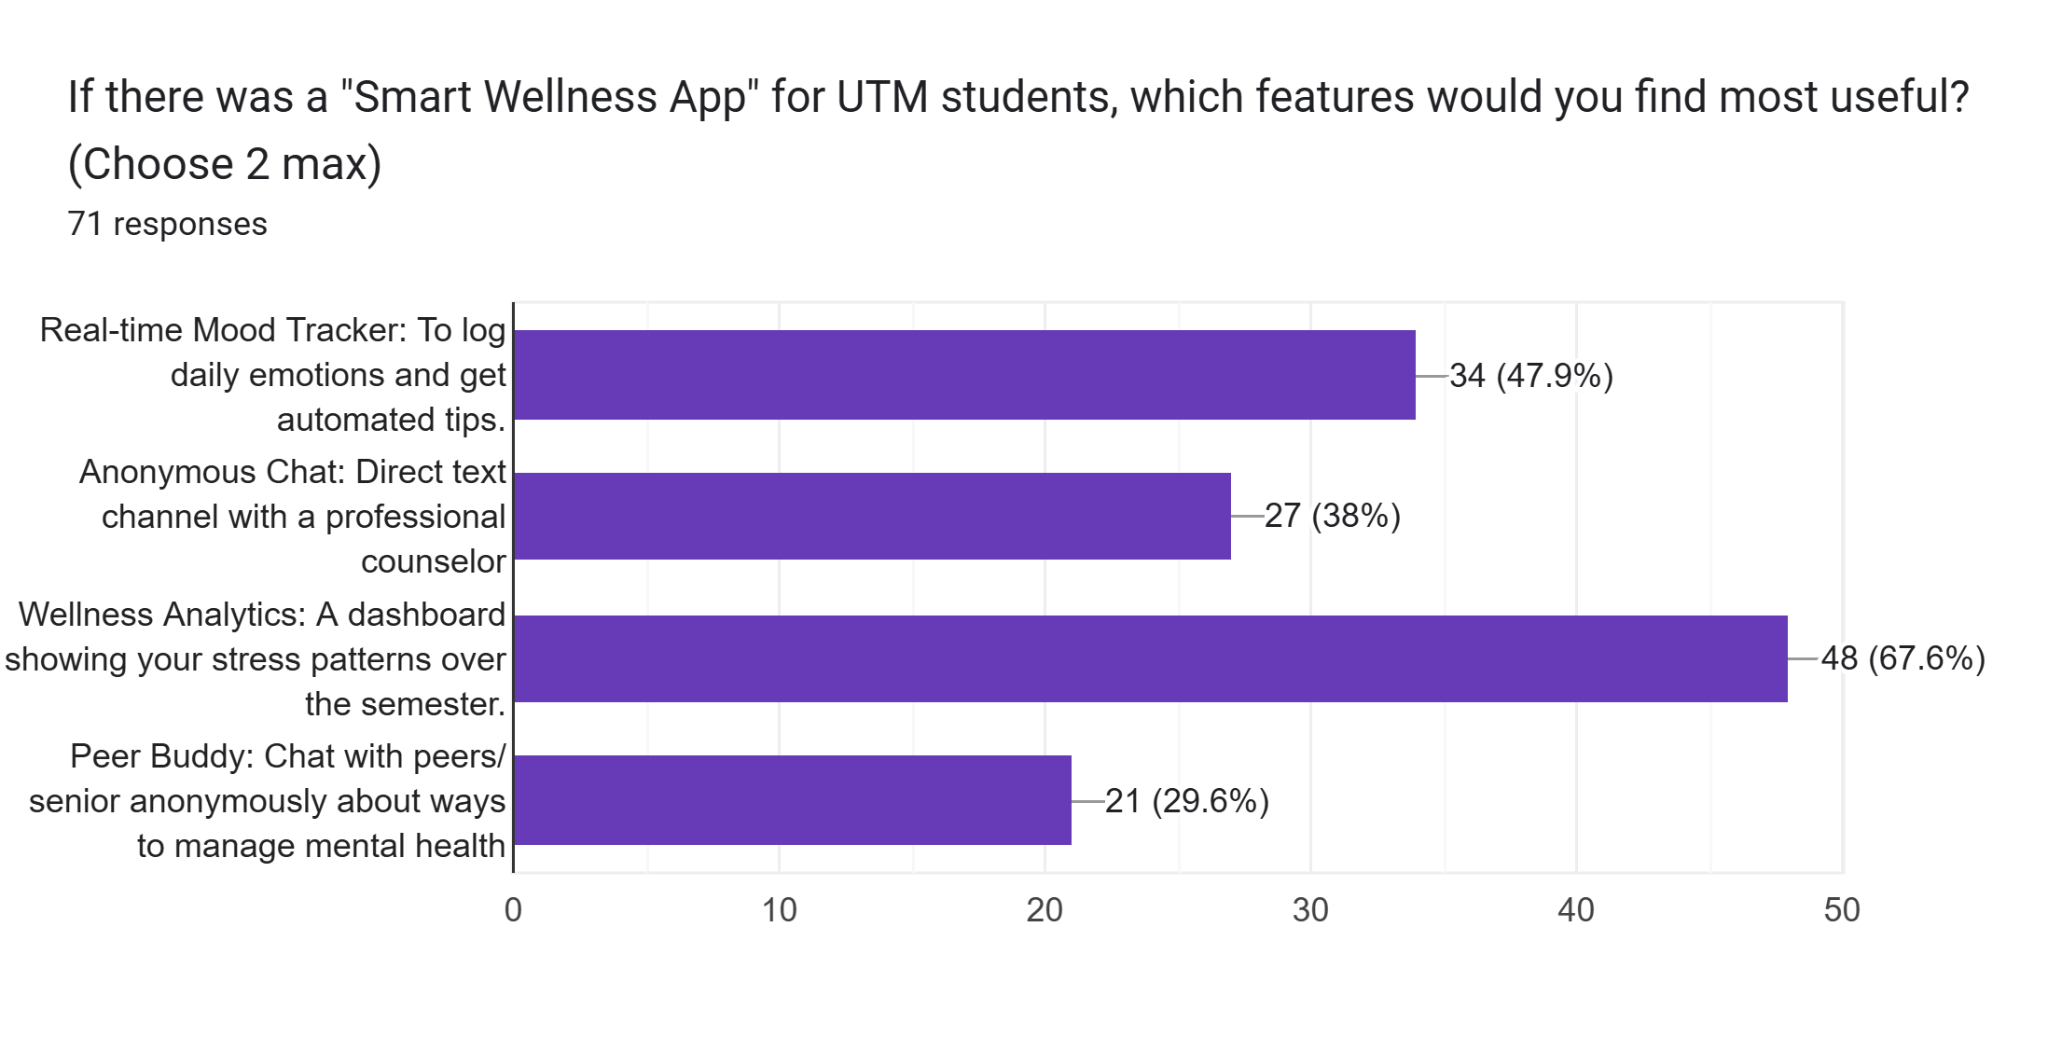 If there was a "Smart Wellness App" for UTM students, which features would you find most useful?
(Choose 2 max)
71 responses
Real-time Mood Tracker: To log
daily emotions and get
automated tips.
34 (47.9%)
Anonymous Chat: Direct text
channel with a professional
counselor
27 (38%)
Wellness Analytics: A dashboard
showing your stress patterns over
the semester.
48 (67.6%)
Peer Buddy: Chat with peers/
senior anonymously about ways
to manage mental health
21 (29.6%)
0 10 20 30 40 50